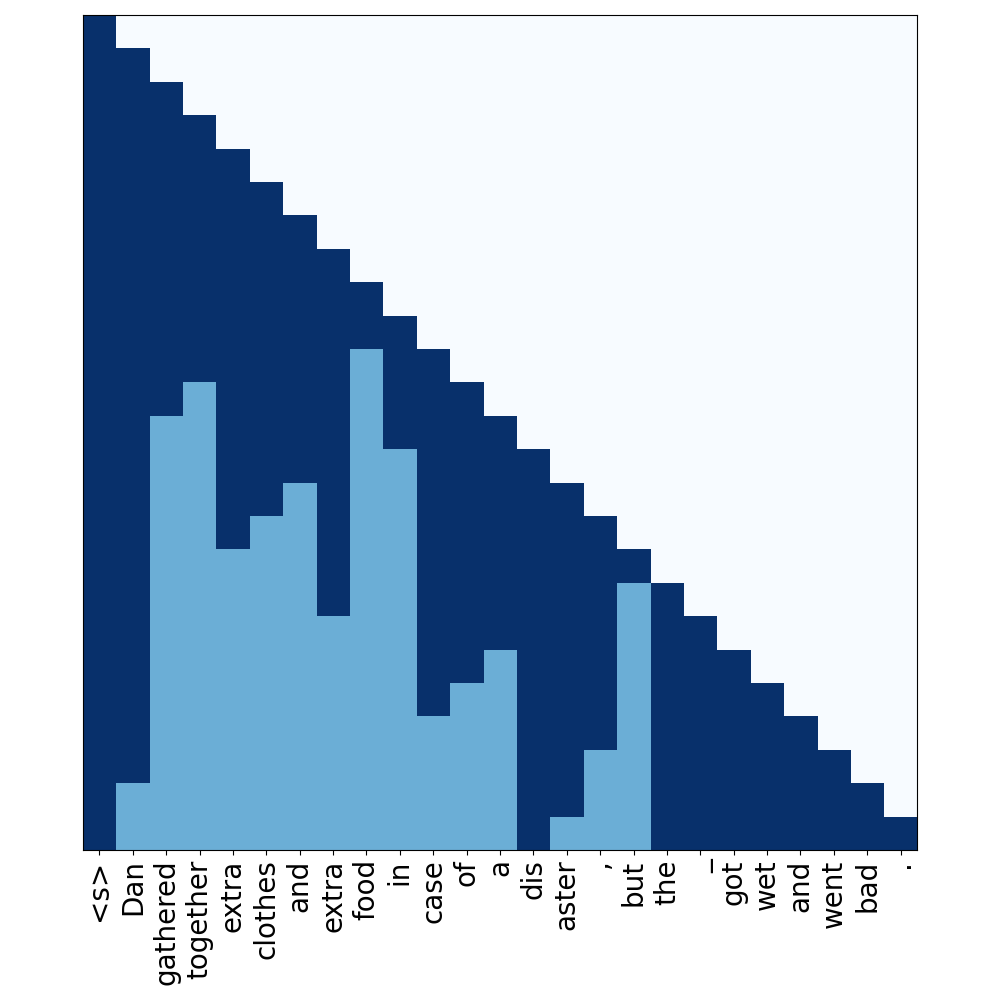 <s>
Dan
gathered
together
extra
clothes
and
extra
food
in
case
of
a
dis
aster
,
but
the
_
got
wet
and
went
bad
.